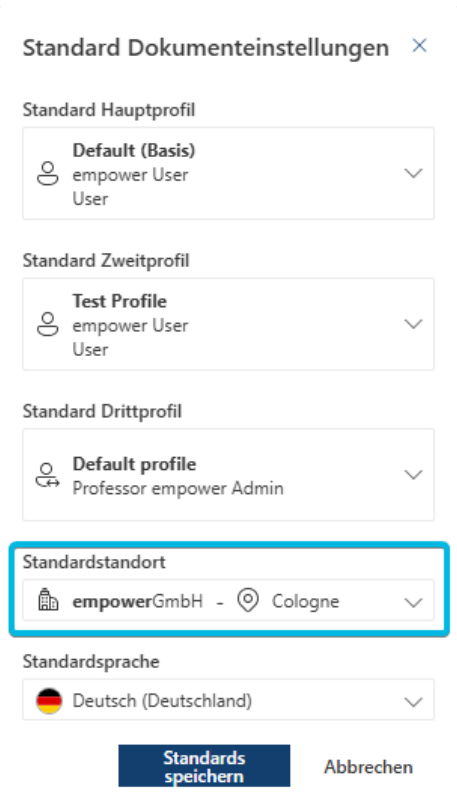 Standard Dokumenteinstellungen
Standard Hauptprofil
Default (Basis)
empower User
User
Standard Zweitprofil
Test Profile
empower User
User
Standard Drittprofil
Default profile
Professor empower Admin
Standardstandort
empowerGmbH - Cologne
Standardsprache
Deutsch (Deutschland)
Standards
speichern
Abbrechen